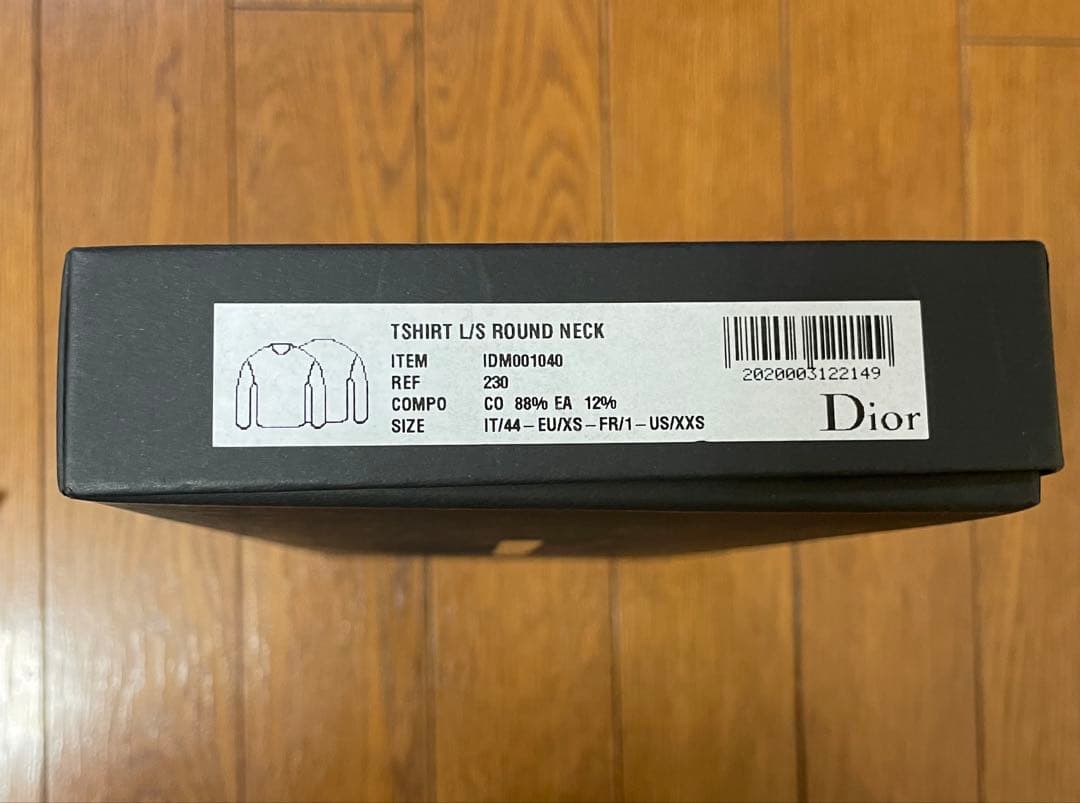 TSHIRT L/S ROUND NECK
ITEM IDM001040
REF 230
COMPO CO 88% EA 12%
SIZE IT/44 – EU/XS – FR/1 – US/XXS
2020003122149
Dior